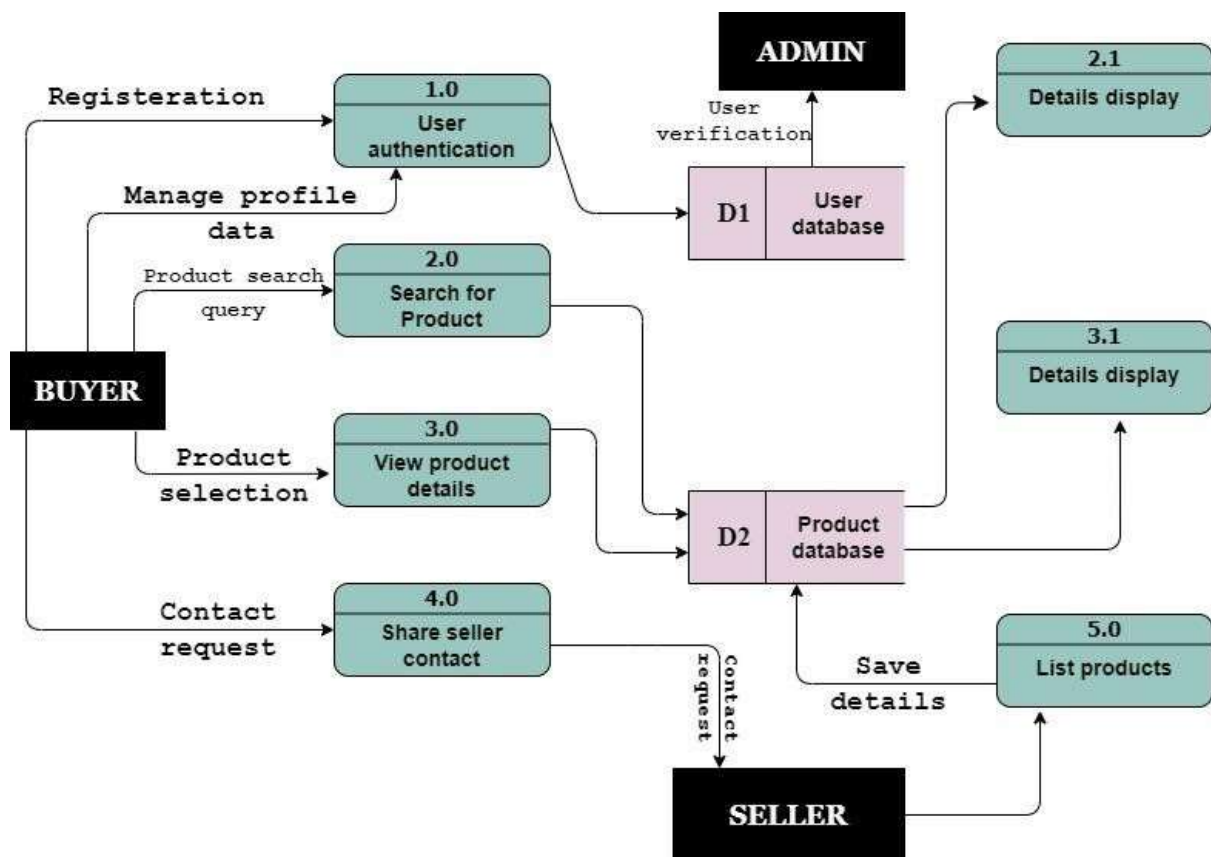 ADMIN
2.1
Details display
1.0
User
authentication
Registeration
User
verification
Manage profile
data
D1
User
database
2.0
Search for
Product
Product search
query
3.1
Details display
BUYER
3.0
View product
details
Product
selection
D2
Product
database
4.0
Share seller
contact
Contact
request
Contact
request
5.0
List products
Save
details
SELLER